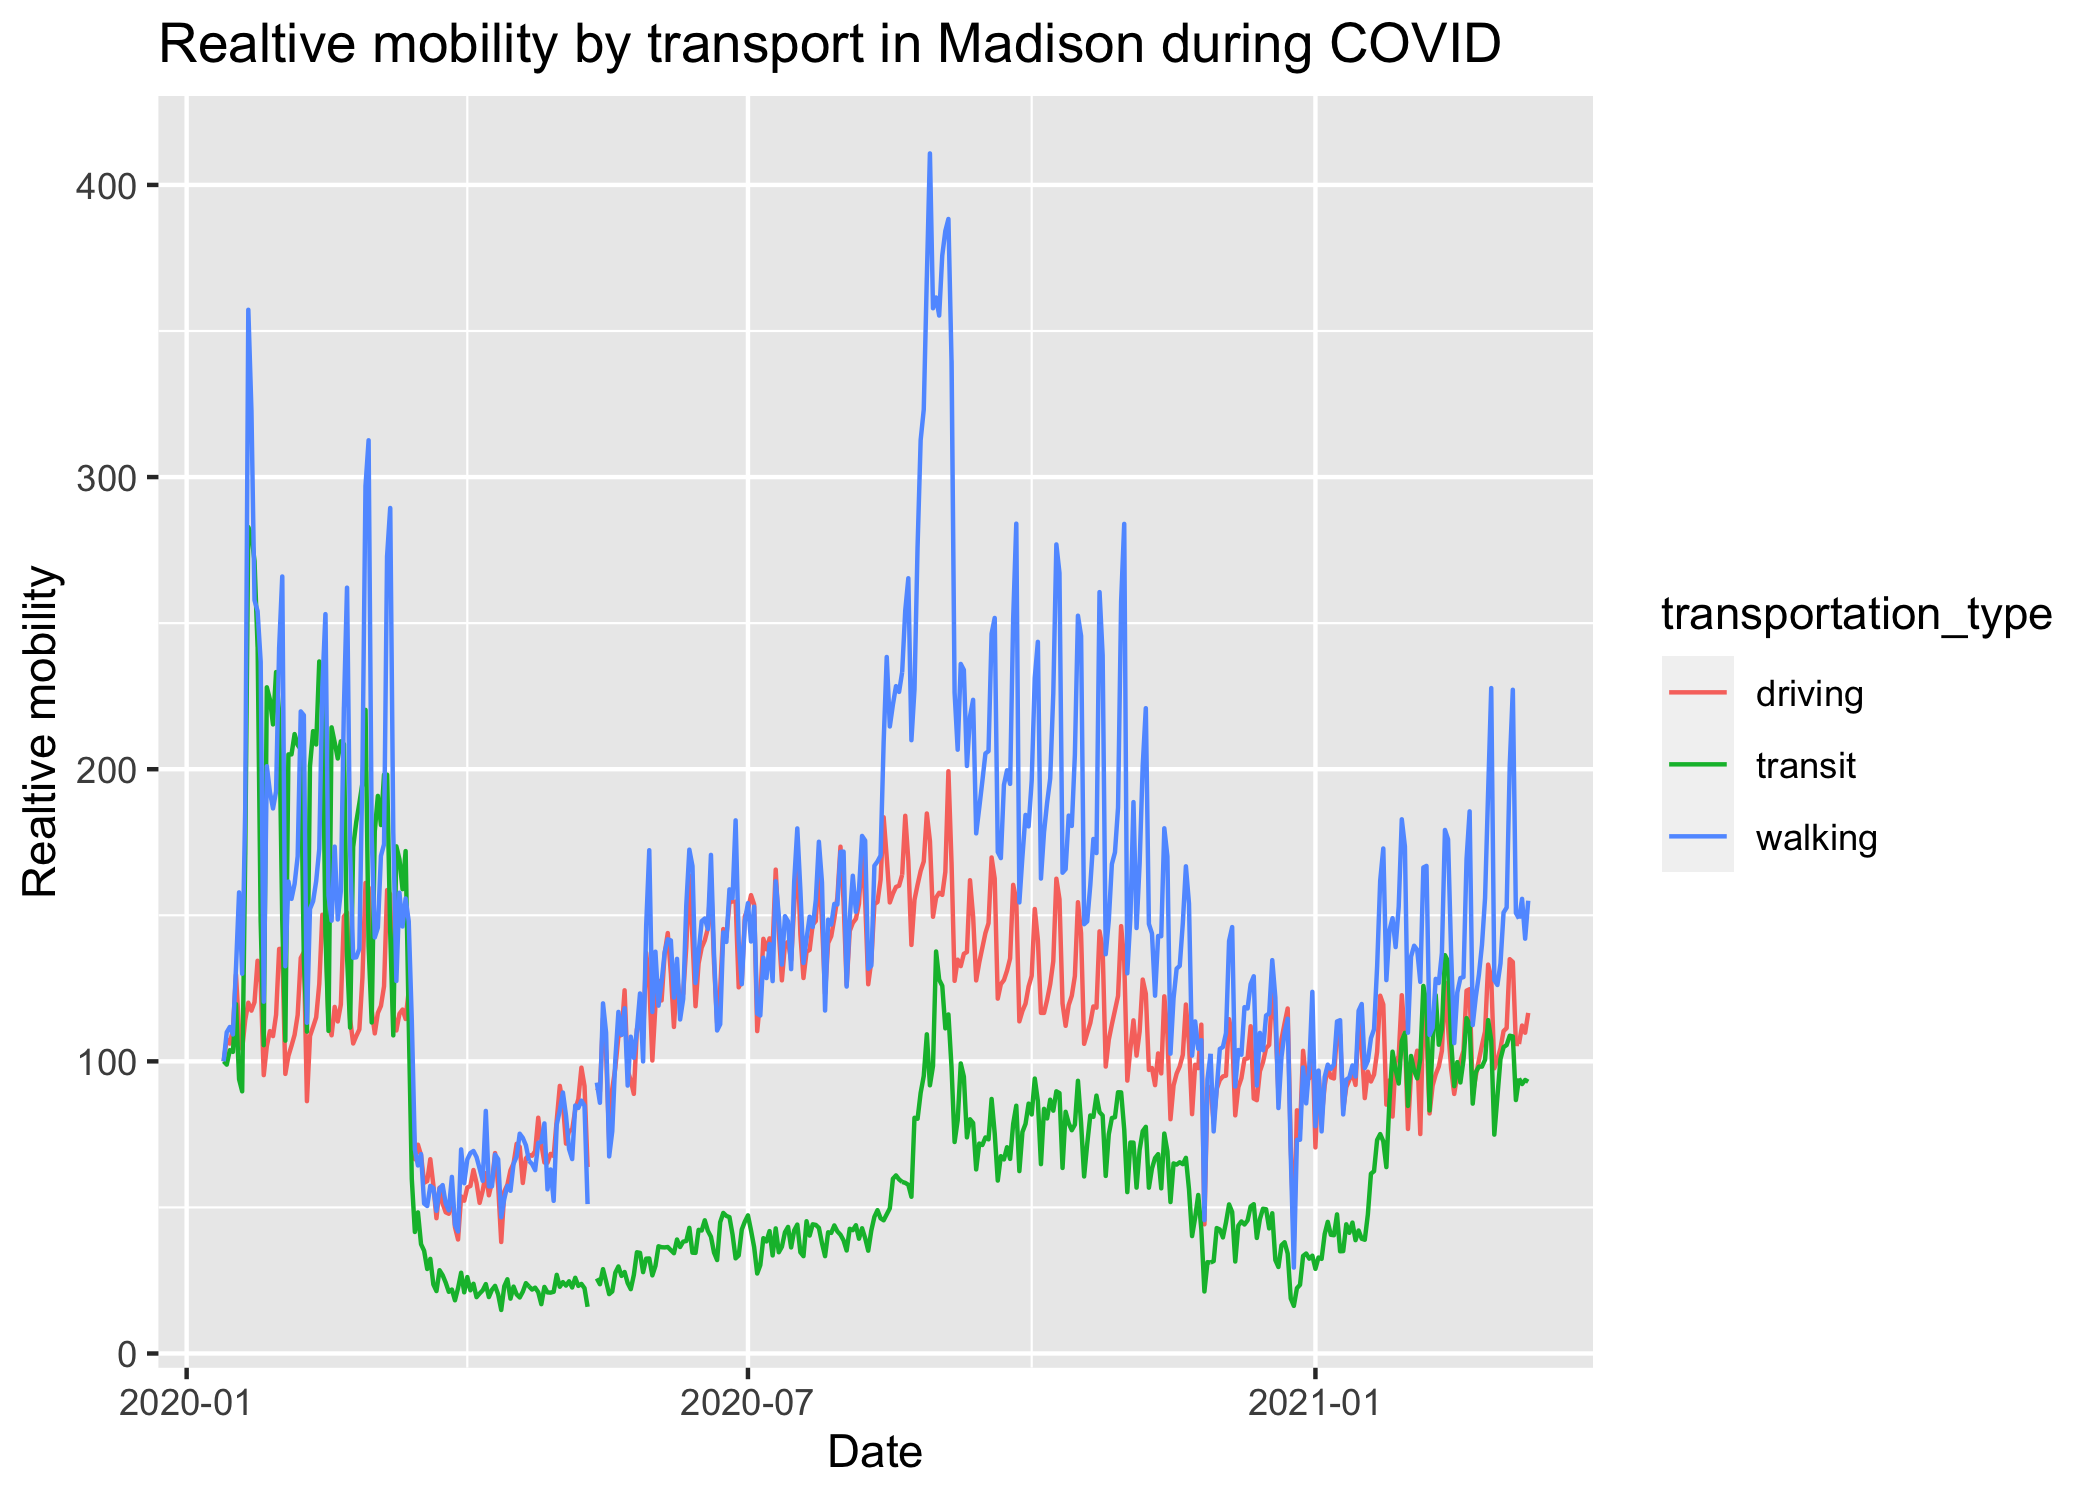 Realtive mobility by transport in Madison during COVID
Realtive mobility
400
300
200
100
0
2020-01
2020-07
2021-01
Date
transportation_type
driving
transit
walking